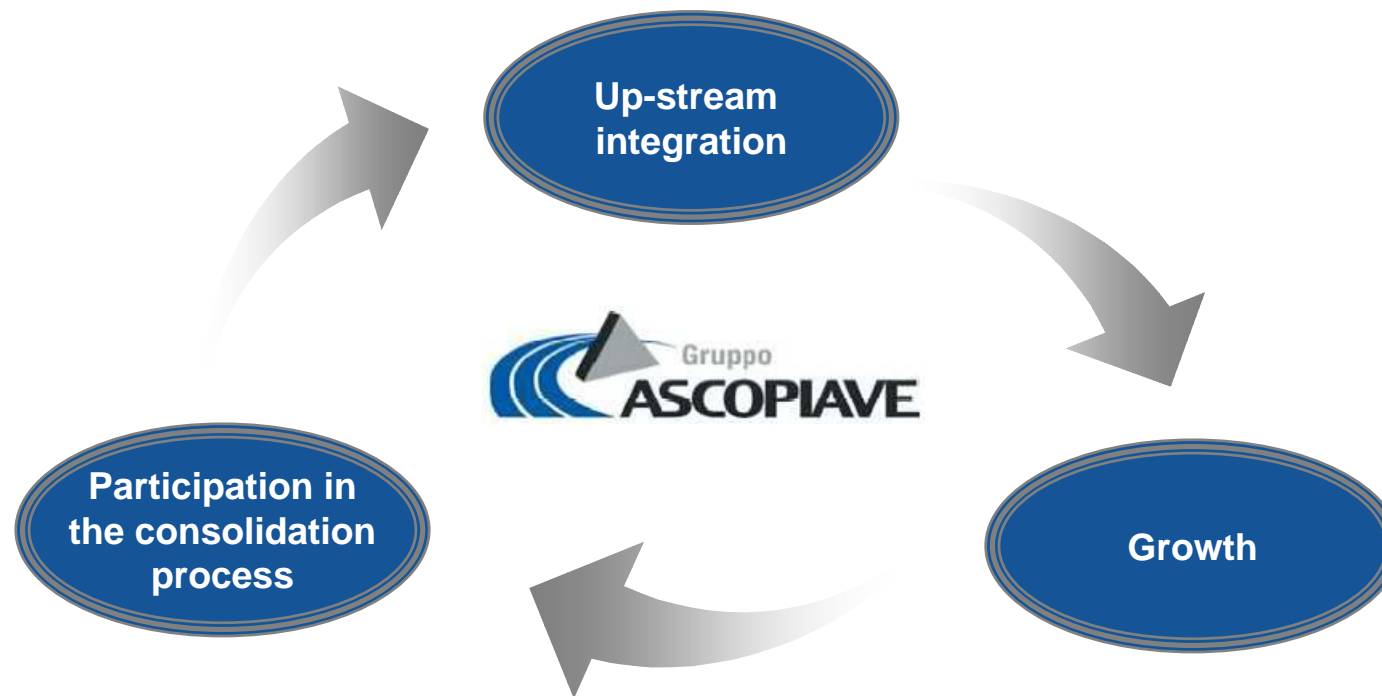 Up-stream
integration
Gruppo
ASCOPIAVE
Participation in
the consolidation
process
Growth